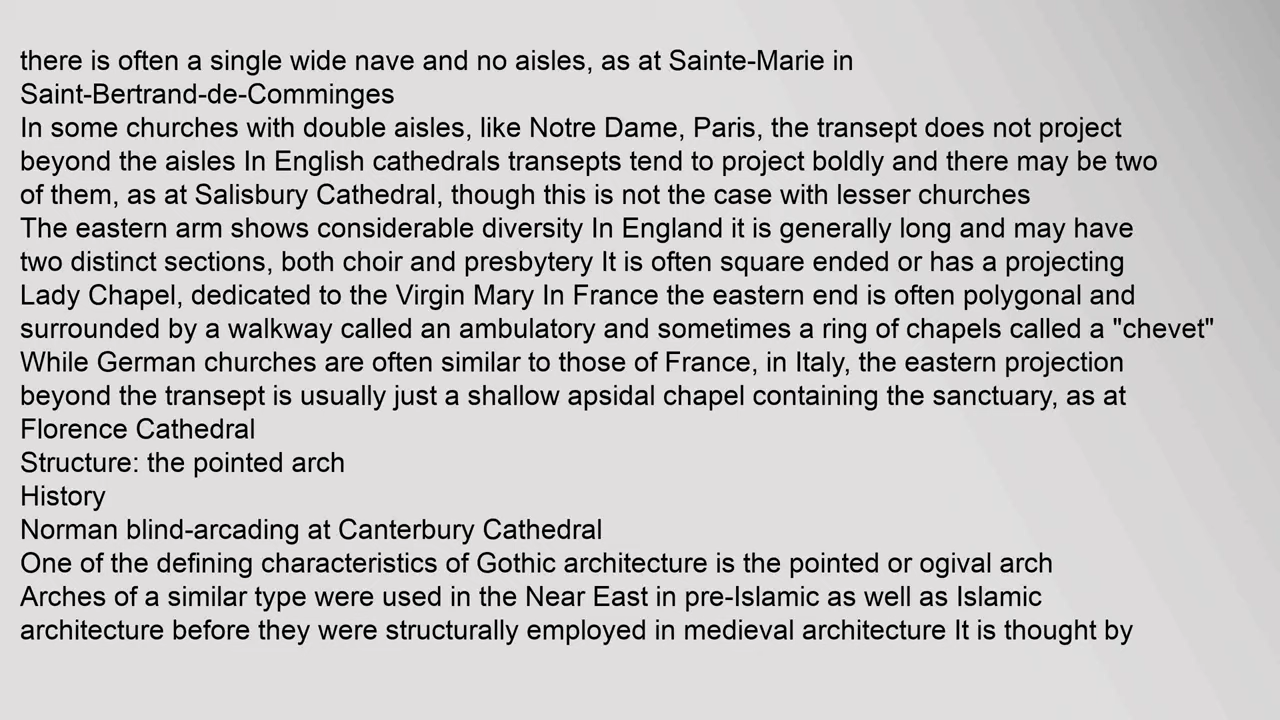 there is often a single wide nave and no aisles, as at Sainte-Marie in
Saint-Bertrand-de-Comminges
In some churches with double aisles, like Notre Dame, Paris, the transept does not project
beyond the aisles In English cathedrals transepts tend to project boldly and there may be two
of them, as at Salisbury Cathedral, though this is not the case with lesser churches
The eastern arm shows considerable diversity In England it is generally long and may have
two distinct sections, both choir and presbytery It is often square ended or has a projecting
Lady Chapel, dedicated to the Virgin Mary In France the eastern end is often polygonal and
surrounded by a walkway called an ambulatory and sometimes a ring of chapels called a "chevet"
While German churches are often similar to those of France, in Italy, the eastern projection
beyond the transept is usually just a shallow apsidal chapel containing the sanctuary, as at
Florence Cathedral
Structure: the pointed arch
History
Norman blind-arcading at Canterbury Cathedral
One of the defining characteristics of Gothic architecture is the pointed or ogival arch
Arches of a similar type were used in the Near East in pre-Islamic as well as Islamic
architecture before they were structurally employed in medieval architecture It is thought by